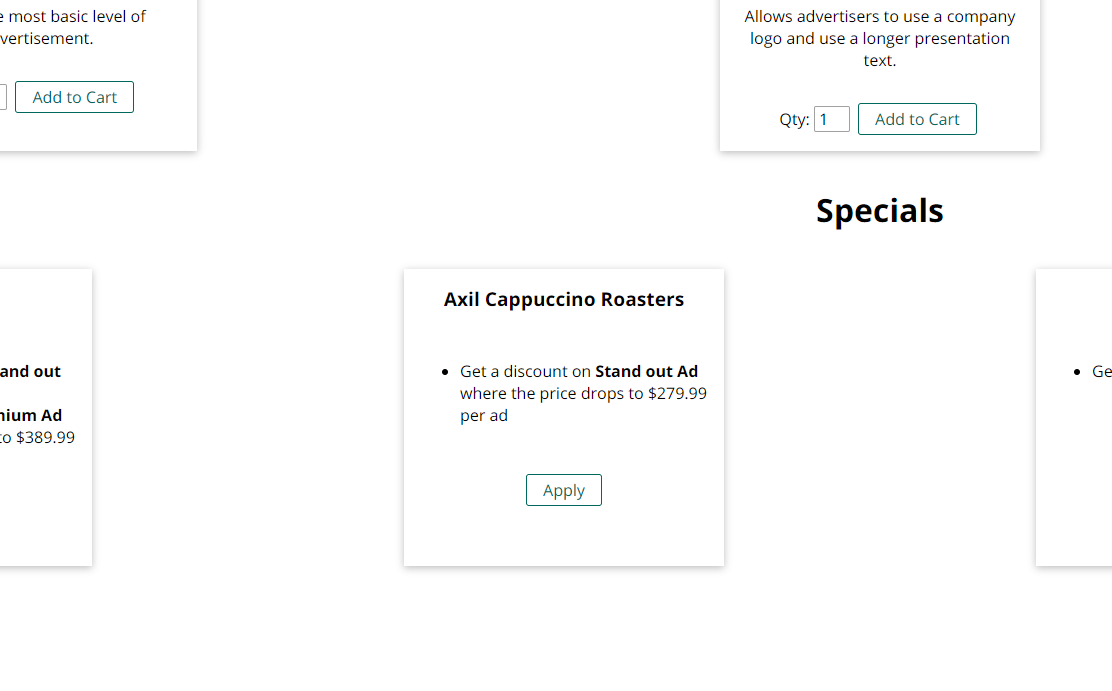 most basic level of
vertisement.
Add to Cart
Allows advertisers to use a company
logo and use a longer presentation
text.
Qty: 1 Add to Cart
Specials
and out
nium Ad
to $389.99
Axil Cappuccino Roasters
• Get a discount on Stand out Ad
where the price drops to $279.99
per ad
Apply
• Ge